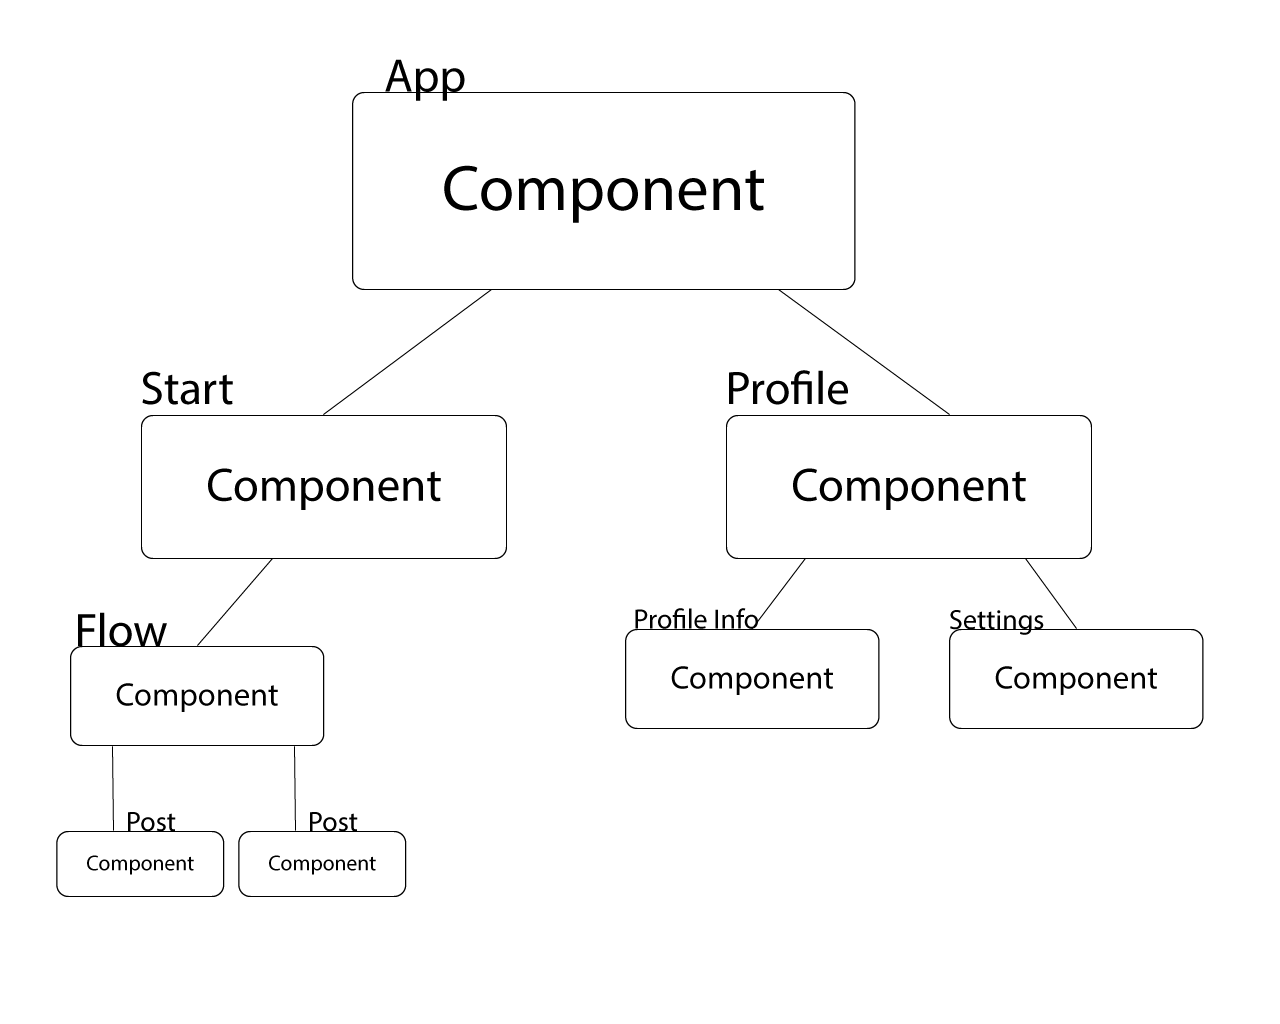 App
Component
Start
Component
Profile
Component
Flow
Component
Profile Info
Component
Settings
Component
Post
Component
Post
Component